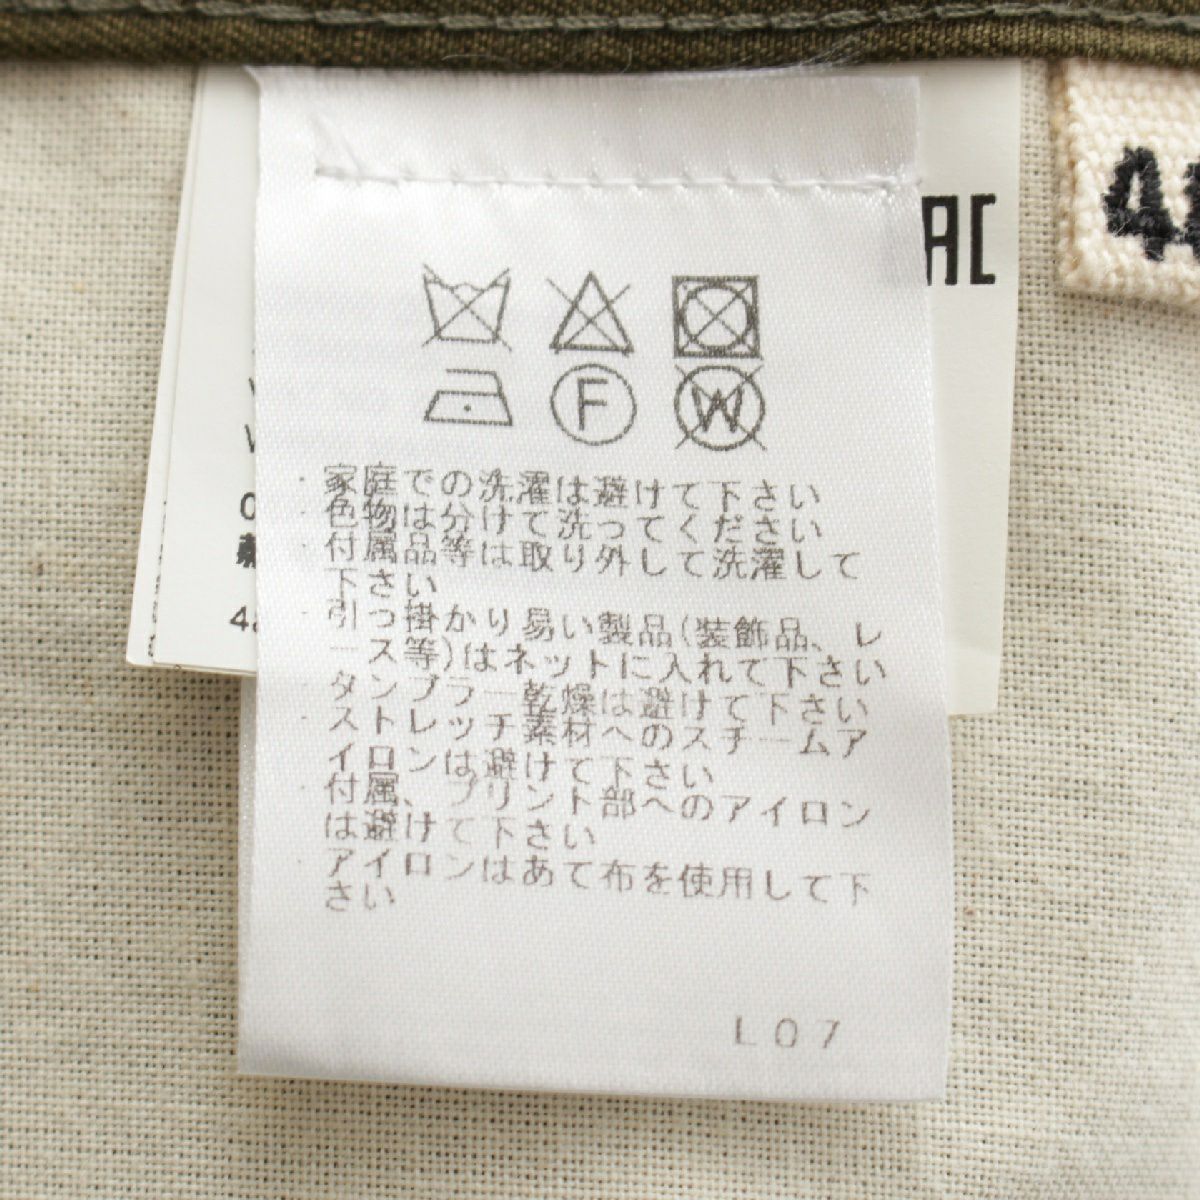 AC
F
W
・家庭での洗濯は避けて下さい
・色物は分けて洗ってください
・付属品等は取り外して洗濯して
下さい
・引っ掛かり易い製品(装飾品、レ
ース等)はネットに入れて下さい
・タンブラー乾燥は避けて下さい
・ストレッチ素材へのスチームア
イロンは避けて下さい
・付属、プリント部へのアイロン
は避けて下さい
・アイロンはあて布を使用して下
さい
L07